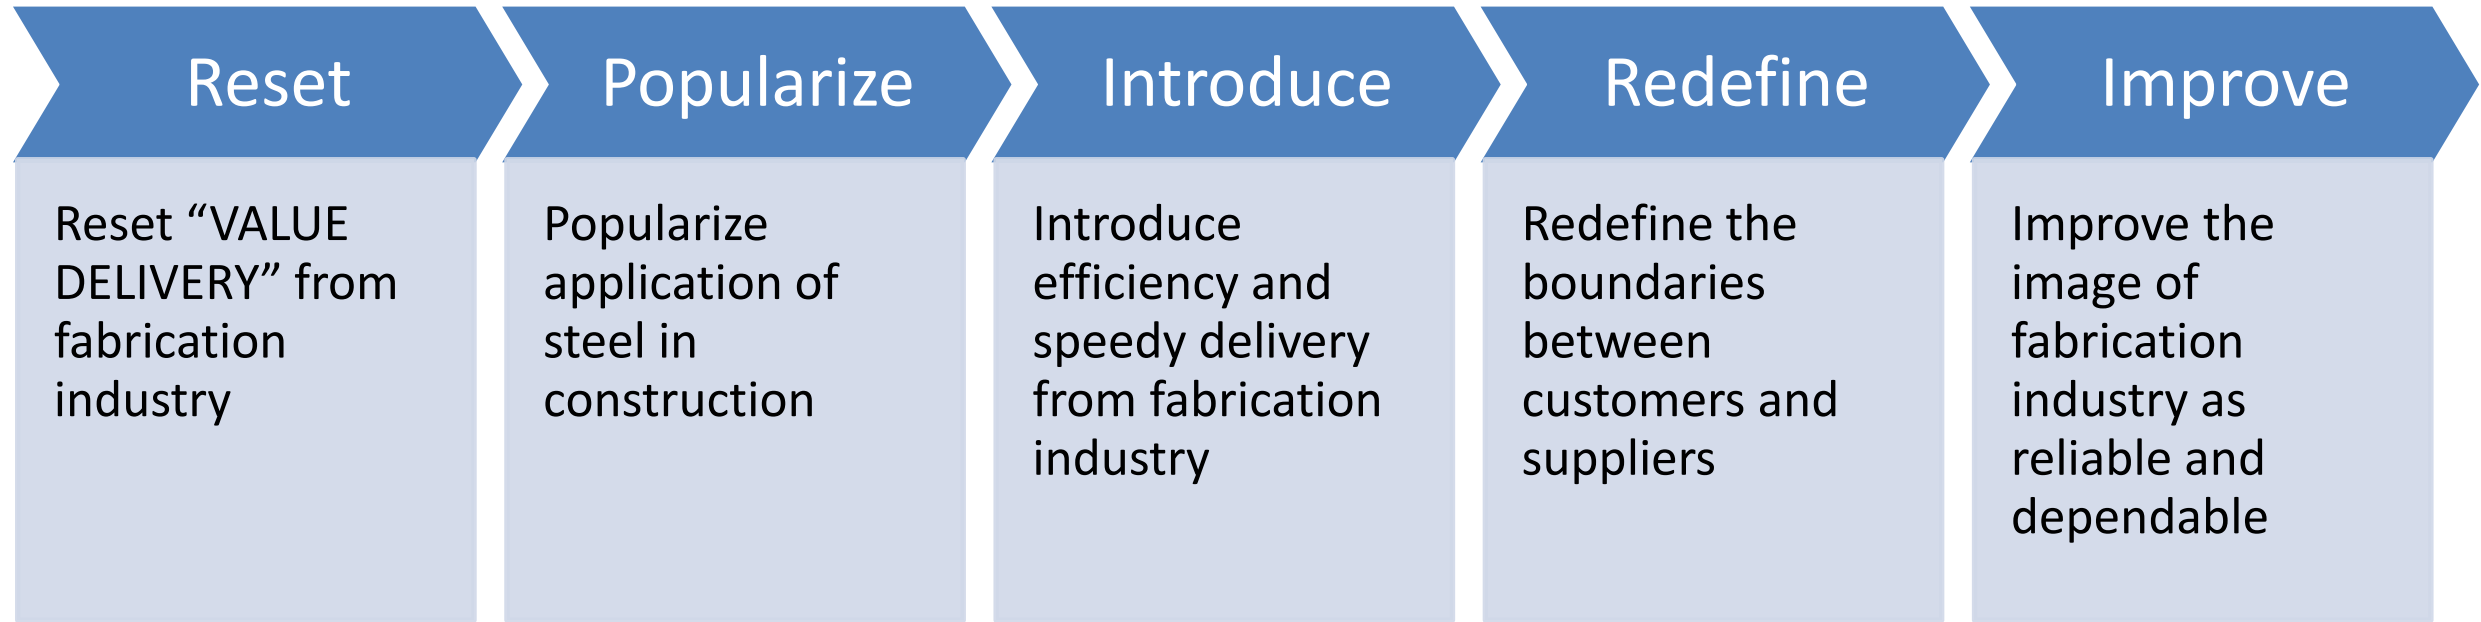 Reset
Reset “VALUE
DELIVERY” from
fabrication
industry
Popularize
Popularize
application of
steel in
construction
Introduce
Introduce
efficiency and
speedy delivery
from fabrication
industry
Redefine
Redefine the
boundaries
between
customers and
suppliers
Improve
Improve the
image of
fabrication
industry as
reliable and
dependable